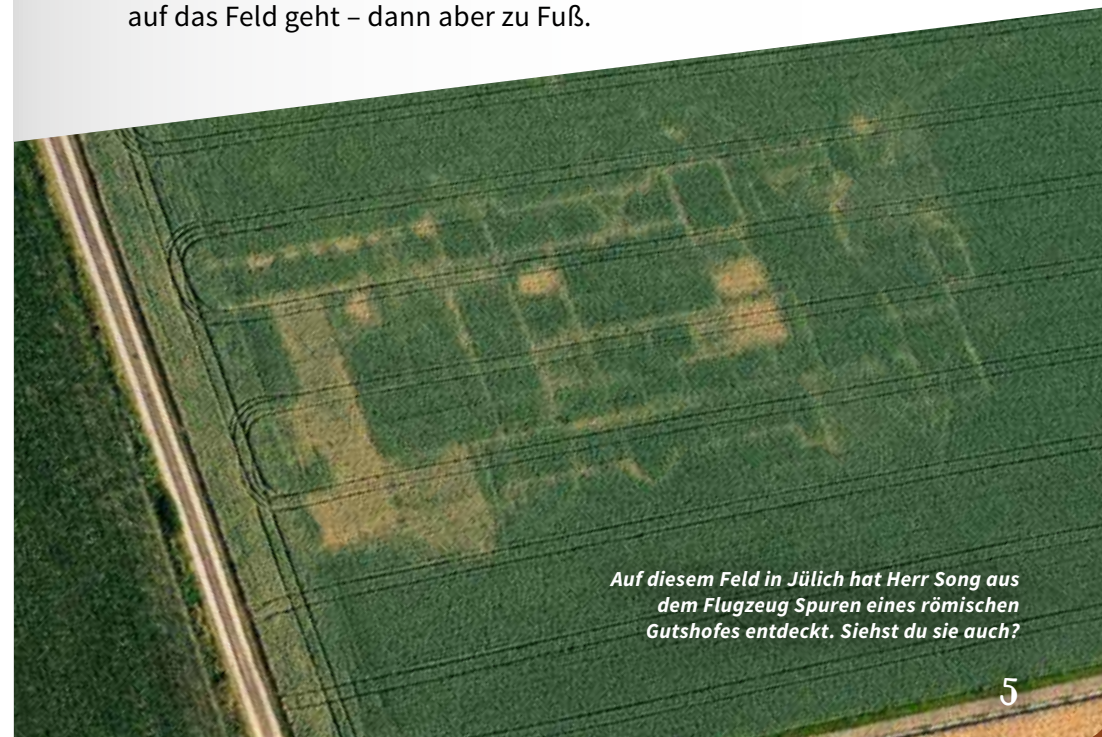 auf das Feld geht – dann aber zu Fuß.
Auf diesem Feld in Jülich hat Herr Song aus
dem Flugzeug Spuren eines römischen
Gutshofes entdeckt. Siehst du sie auch?
5